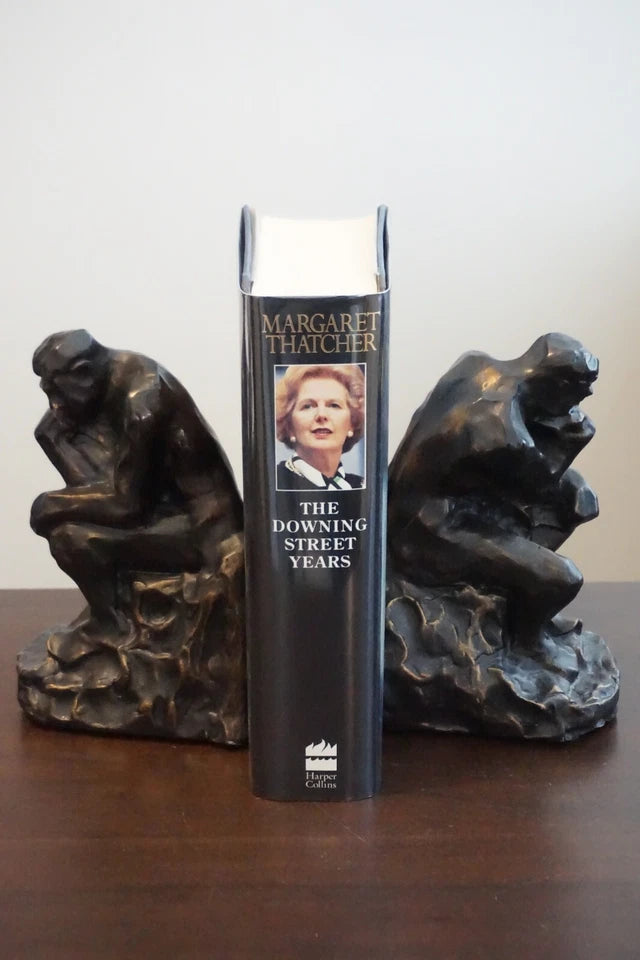 MARGARET
THATCHER
THE
DOWNING
STREET
YEARS
Harper
Collins